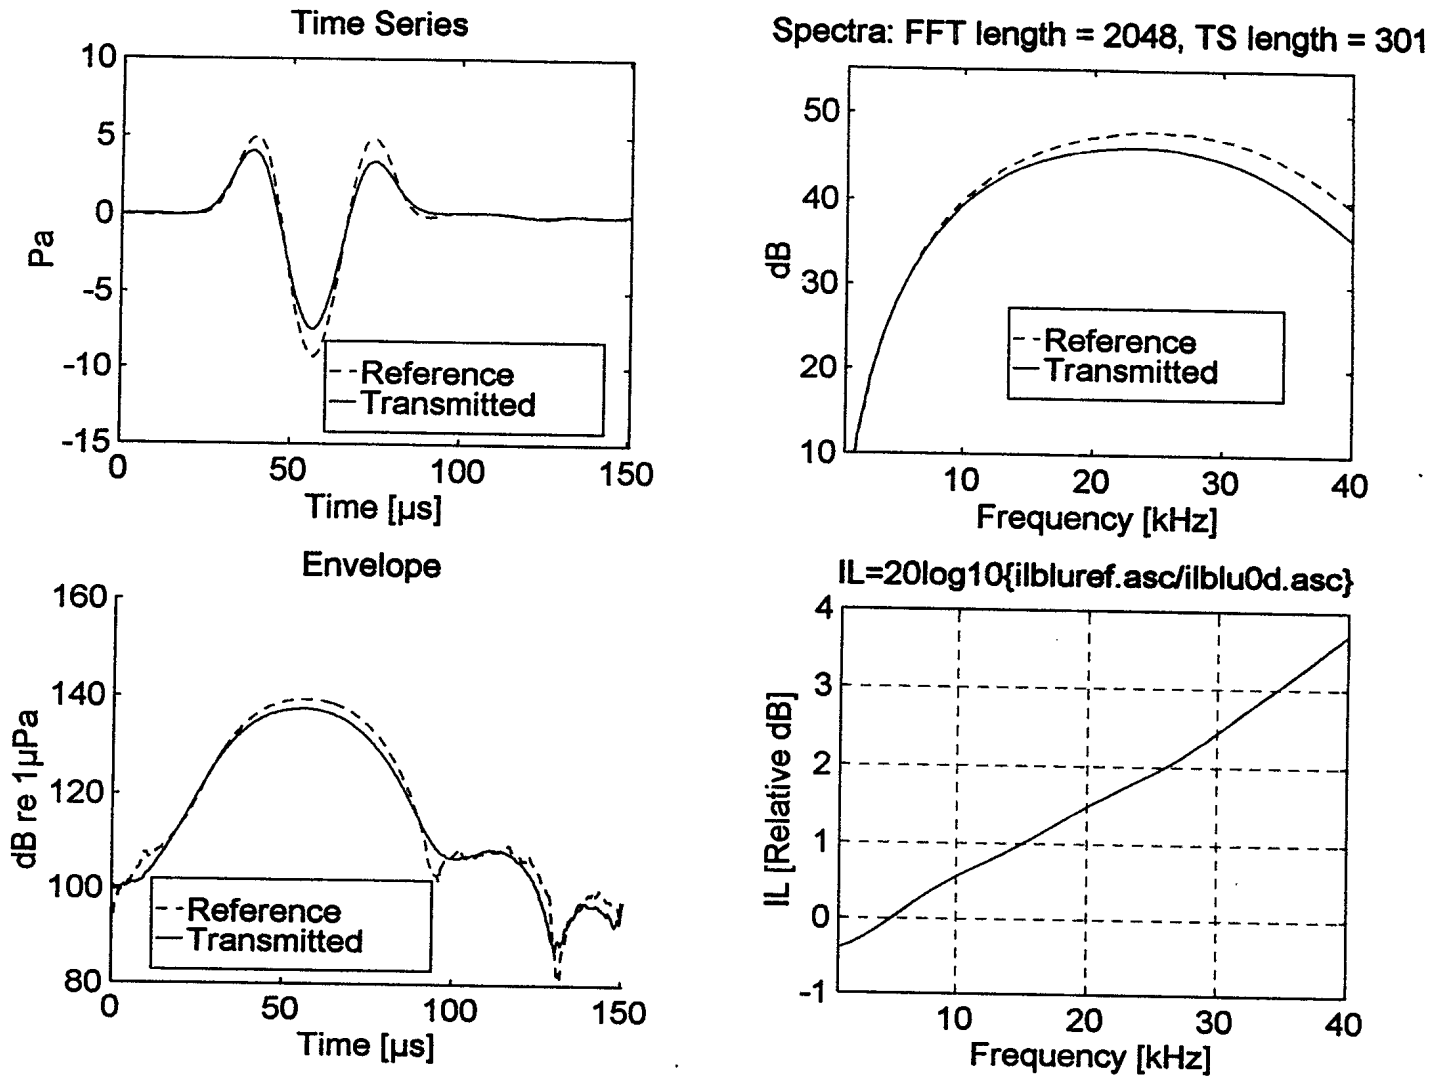 Time Series
10
5
0
-5
-10
-15
Pa
Reference
Transmitted
0
50
100
150
Time [µs]
Spectra: FFT length = 2048, TS length = 301
50
40
30
20
10
dB
Reference
Transmitted
10
20
30
40
Frequency [kHz]
Envelope
160
140
120
100
80
dB re 1µPa
Reference
Transmitted
0
50
100
150
Time [µs]
IL=20log10{ilbluref.asc/ilblu0d.asc}
4
3
2
1
0
-1
IL [Relative dB]
10
20
30
40
Frequency [kHz]